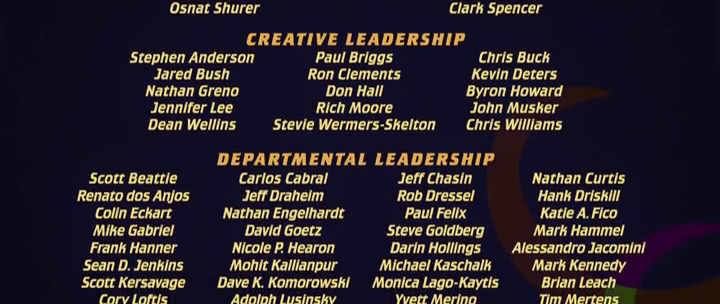 Osnat Shurer Clark Spencer
CREATIVE LEADERSHIP
Stephen Anderson Paul Briggs Chris Buck
Jared Bush Ron Clements Kevin Deters
Nathan Greno Don Hall Byron Howard
Jennifer Lee Rich Moore John Musker
Dean Wellins Stevie Wermers-Skelton Chris Williams
DEPARTMENTAL LEADERSHIP
Scott Beattie Carlos Cabral Jeff Chasin Nathan Curtis
Renato dos Anjos Jeff Draheim Rob Dressel Hank Driskill
Colin Eckart Nathan Engelhardt Paul Felix Katie A. Fico
Mike Gabriel David Goetz Steve Goldberg Mark Hammel
Frank Hanner Nicole P. Hearon Darin Hollings Alessandro Jacomini
Sean D. Jenkins Mohit Kallianpur Michael Kaschalk Mark Kennedy
Scott Kersavage Dave K. Komorowski Monica Lago-Kaytis Brian Leach
Cory Loftis Adolph Lusinsky Yvett Merino Tim Mertens